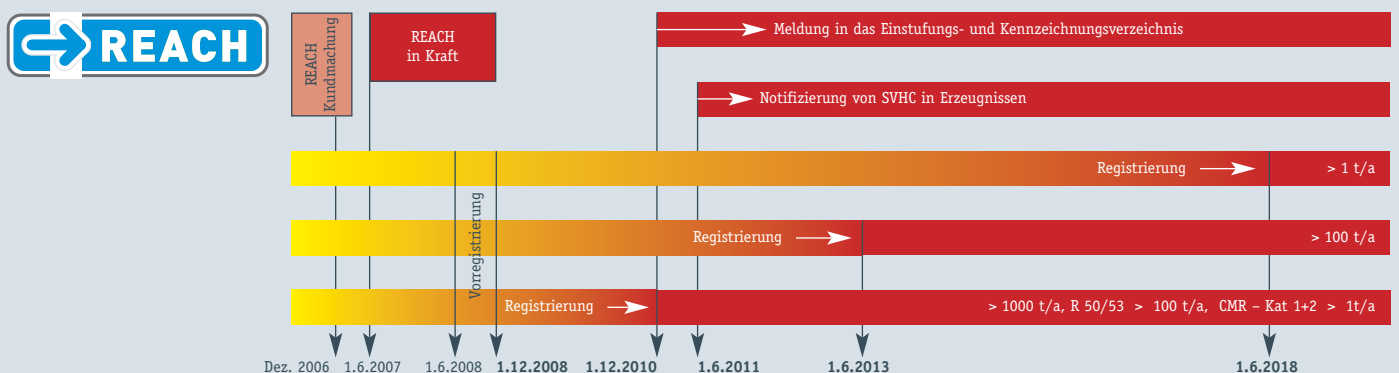 REACH
REACH
Kundmachung
REACH
in Kraft
Meldung in das Einstufungs- und Kennzeichnungsverzeichnis
Notifizierung von SVHC in Erzeugnissen
Registrierung
> 1 t/a
Vorregistrierung
Registrierung
> 100 t/a
Registrierung
> 1000 t/a, R 50/53 > 100 t/a, CMR – Kat 1+2 > 1t/a
Dez. 2006 1.6.2007 1.6.2008 1.12.2008 1.12.2010 1.6.2011 1.6.2013 1.6.2018